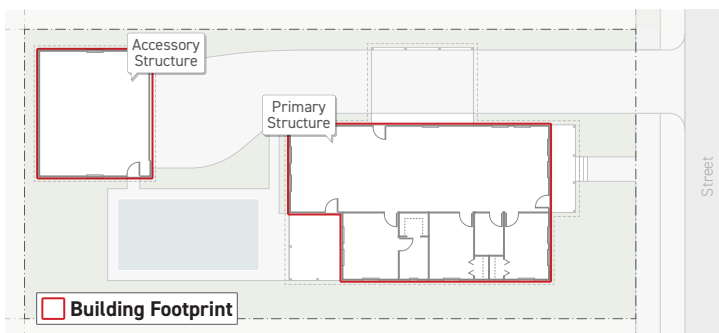 Accessory
Structure
Primary
Structure
Street
Building Footprint